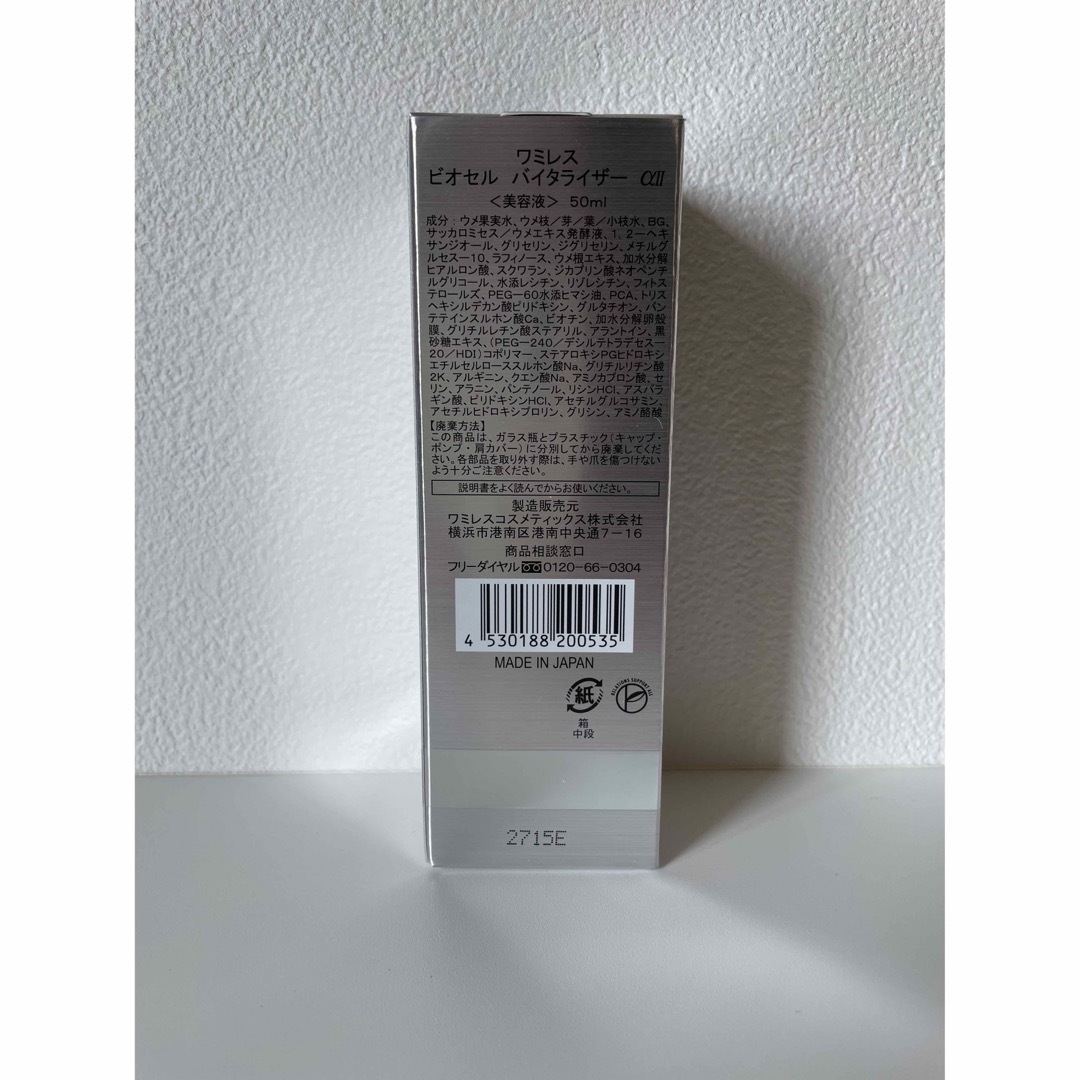 ワミレス
ビオセル バイタライザー αII
<美容液> 50ml
成分:ウメ果実水、ウメ枝/芽/葉/小枝水、BG、
サッカロミセス/ウメエキス発酵液、1,2-ヘキ
サンジオール、グリセリン、ジグリセリン、メチルグ
ルセス-10、ラフィノース、ウメ根エキス、加水分解
ヒアルロン酸、スクワラン、ジカプリン酸ネオペンチ
ルグリコール、水添レシチン、リゾレシチン、フィトス
テロールズ、PEG-60水添ヒマシ油、PCA、トリス
ヘキシルデカン酸ピリドキシン、グルタチオン、パン
テテインスルホン酸Ca、ビオチン、加水分解卵殻
膜、グリチルレチン酸ステアリル、アラントイン、黒
砂糖エキス、(PEG-240/デシルテトラデセス-
20/HDI)コポリマー、ステアロキシPGヒドロキシ
エチルセルローススルホン酸Na、グリチルリチン酸
2K、アルギニン、クエン酸Na、アミノカプロン酸、セ
リン、アラニン、パンテノール、リシンHCl、アスパラ
ギン酸、ピリドキシンHCl、アセチルグルコサミン、
アセチルヒドロキシプロリン、グリシン、アミノ酪酸
【廃棄方法】
この商品は、ガラス瓶とプラスチック(キャップ・
ポンプ・肩カバー)に分別してから廃棄してくだ
さい。各部品を取り外す際は、手や爪を傷つけない
よう十分ご注意ください。
説明書をよく読んでからお使いください。
製造販売元
ワミレスコスメティックス株式会社
横浜市港南区港南中央通7-16
商品相談窓口
フリーダイヤル0120-66-0304
4 530188 200535
MADE IN JAPAN
紙
RELATIONS SUPPORT ALL
箱
中段
2715E